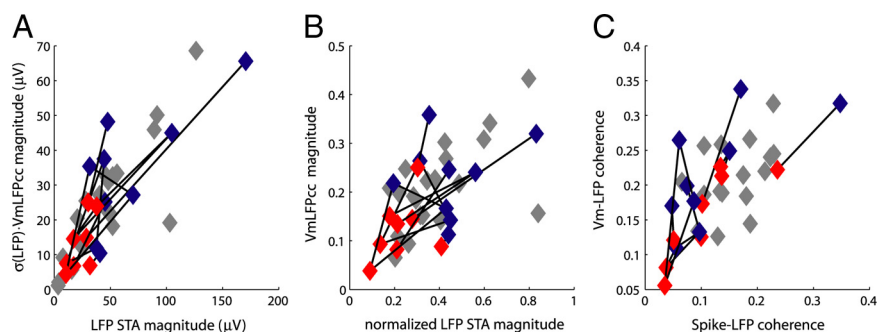 A
B
C
σ(LFP)·VmLFPcc magnitude (μV)
70
60
50
40
30
20
10
0
0 50 100 150 200
LFP STA magnitude (μV)
VmLFPcc magnitude
0.5
0.4
0.3
0.2
0.1
0
0 0.2 0.4 0.6 0.8 1
normalized LFP STA magnitude
Vm-LFP coherence
0.4
0.35
0.3
0.25
0.2
0.15
0.1
0.05
0 0.1 0.2 0.3 0.4
Spike-LFP coherence